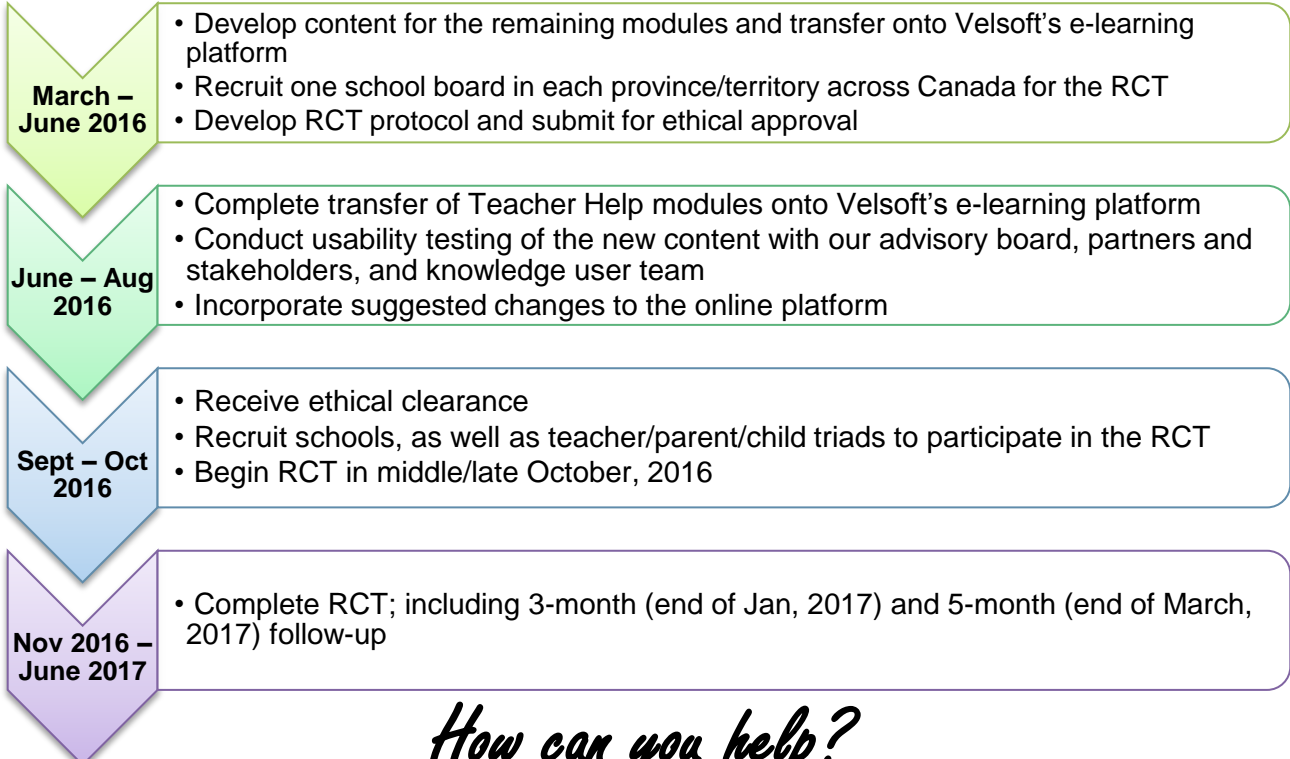 March –
June 2016
• Develop content for the remaining modules and transfer onto Velsoft's e-learning
platform
• Recruit one school board in each province/territory across Canada for the RCT
• Develop RCT protocol and submit for ethical approval
June – Aug
2016
• Complete transfer of Teacher Help modules onto Velsoft's e-learning platform
• Conduct usability testing of the new content with our advisory board, partners and
stakeholders, and knowledge user team
• Incorporate suggested changes to the online platform
Sept – Oct
2016
• Receive ethical clearance
• Recruit schools, as well as teacher/parent/child triads to participate in the RCT
• Begin RCT in middle/late October, 2016
Nov 2016 –
June 2017
• Complete RCT; including 3-month (end of Jan, 2017) and 5-month (end of March,
2017) follow-up
How can you help?